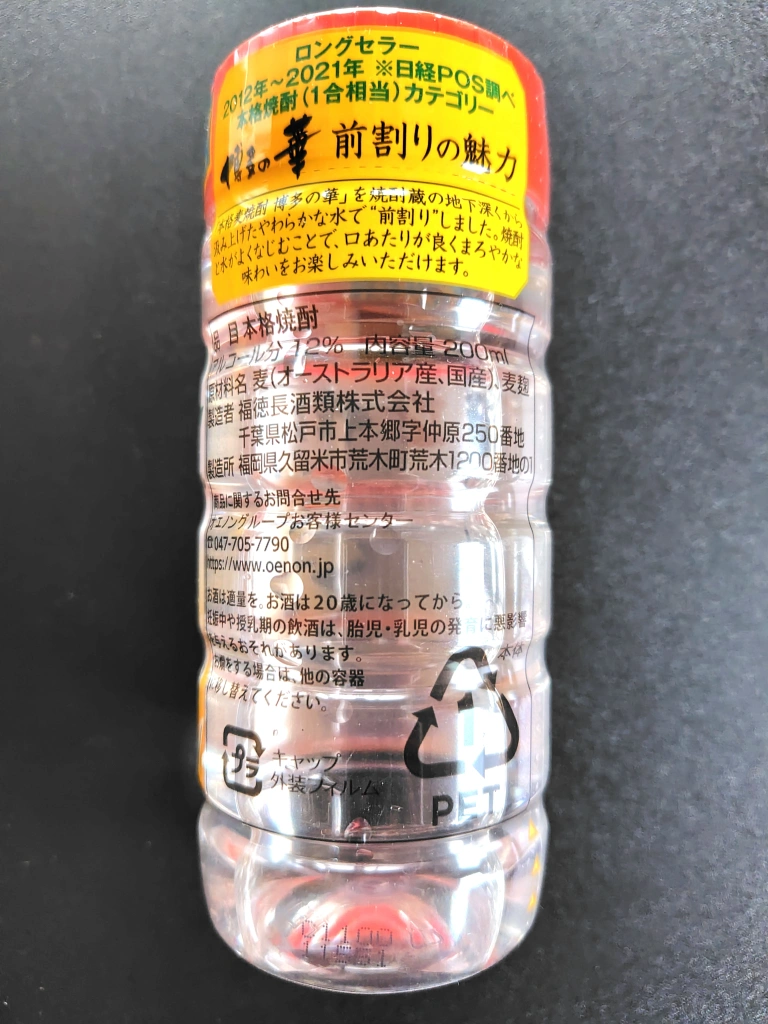 ロングセラー
2012年～2021年 ※日経POS調べ
本格焼酎(1合相当)カテゴリー
博多の華 前割りの魅力
本格麦焼酎 博多の華」を焼酎蔵の地下深くから
汲み上げたやわらかな水で"前割り"しました。焼酎
と水がよくなじむことで、口あたりが良くまろやかな
味わいをお楽しみいただけます。
品 目 本格焼酎
アルコール分 12% 内容量 200ml
原材料名 麦(オーストラリア産、国産)、麦麹
製造者 福徳長酒類株式会社
千葉県松戸市上本郷字仲原250番地
製造所 福岡県久留米市荒木町荒木1200番地の1
商品に関するお問合せ先
オエノングループお客様センター
☎047-705-7790
https://www.oenon.jp
お酒は適量を。お酒は20歳になってから。
妊娠中や授乳期の飲酒は、胎児・乳児の発育に悪影響
を与えるおそれがあります。
お燗をする場合は、他の容器
に移し替えてください。
本体
1
PET
プラ
キャップ
外装フィルム